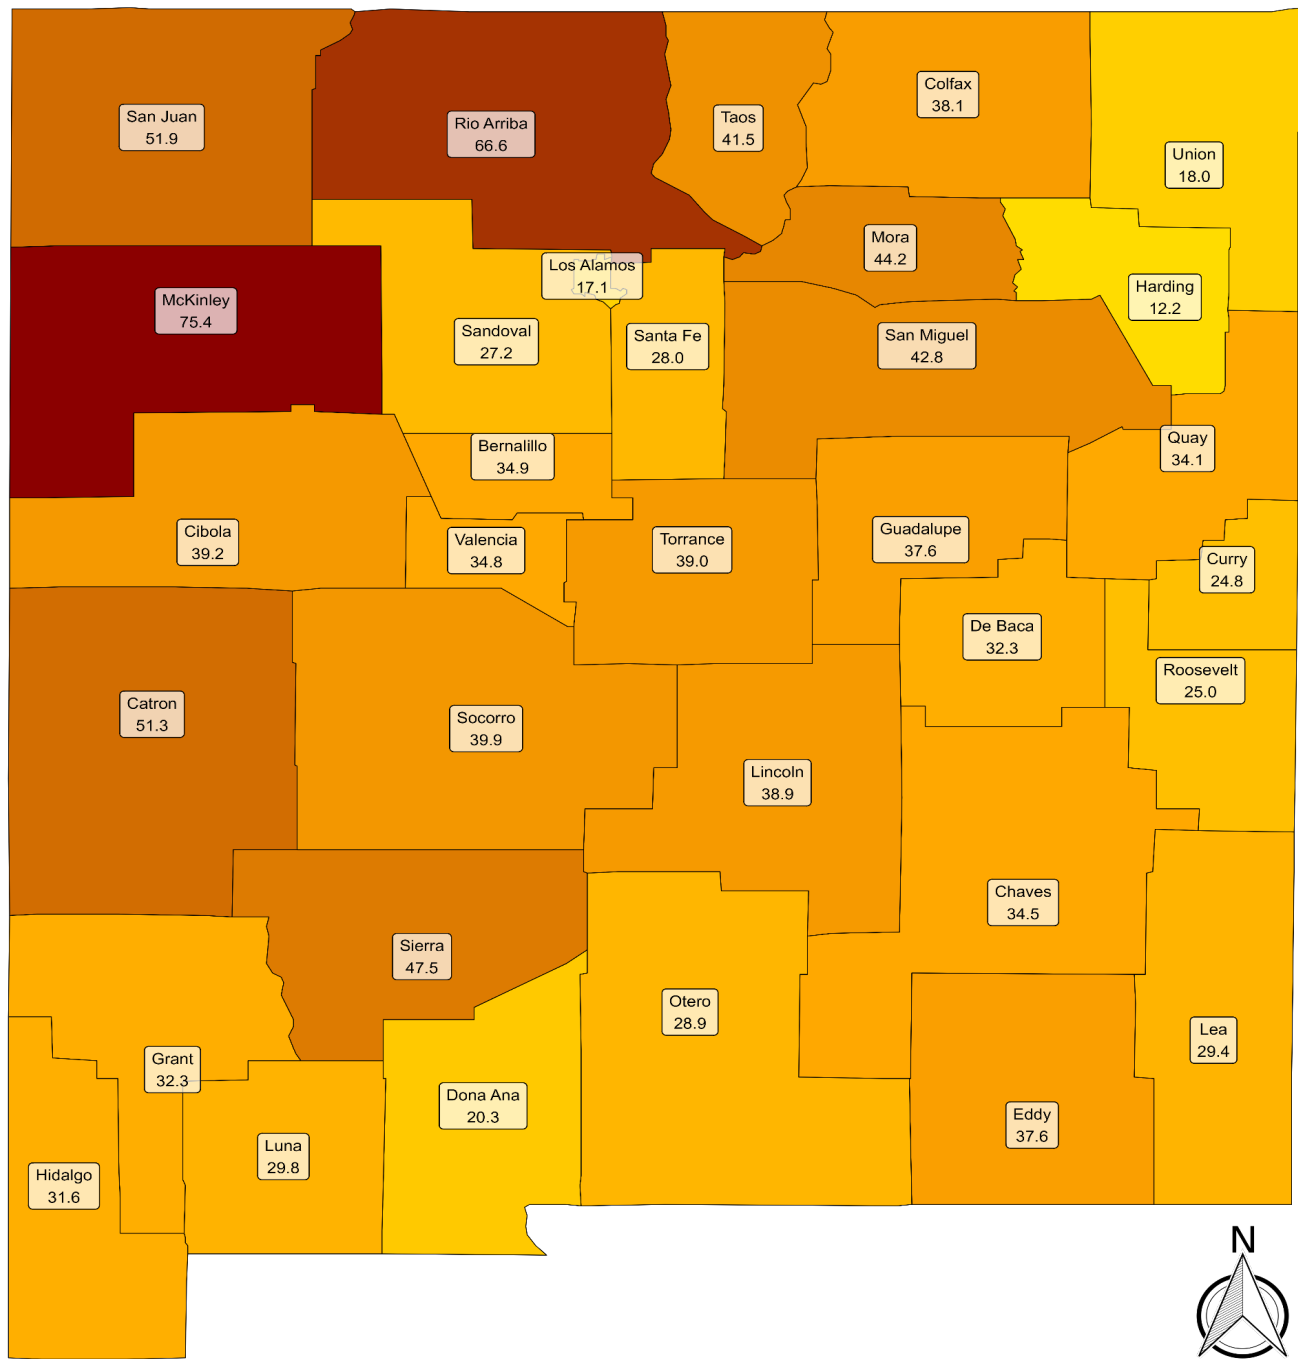 Colfax
38.1
San Juan
51.9
Rio Arriba
66.6
Taos
41.5
Union
18.0
Mora
44.2
Los Alamos
17.1
Harding
12.2
McKinley
75.4
Sandoval
27.2
Santa Fe
28.0
San Miguel
42.8
Bernalillo
34.9
Quay
34.1
Cibola
39.2
Valencia
34.8
Torrance
39.0
Guadalupe
37.6
Curry
24.8
De Baca
32.3
Roosevelt
25.0
Catron
51.3
Socorro
39.9
Lincoln
38.9
Chaves
34.5
Sierra
47.5
Otero
28.9
Lea
29.4
Grant
32.3
Dona Ana
20.3
Eddy
37.6
Luna
29.8
Hidalgo
31.6
N